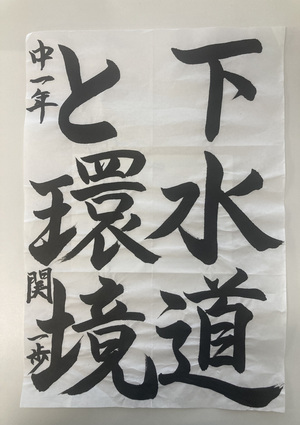 下水道
と環境
中一年 関 一歩